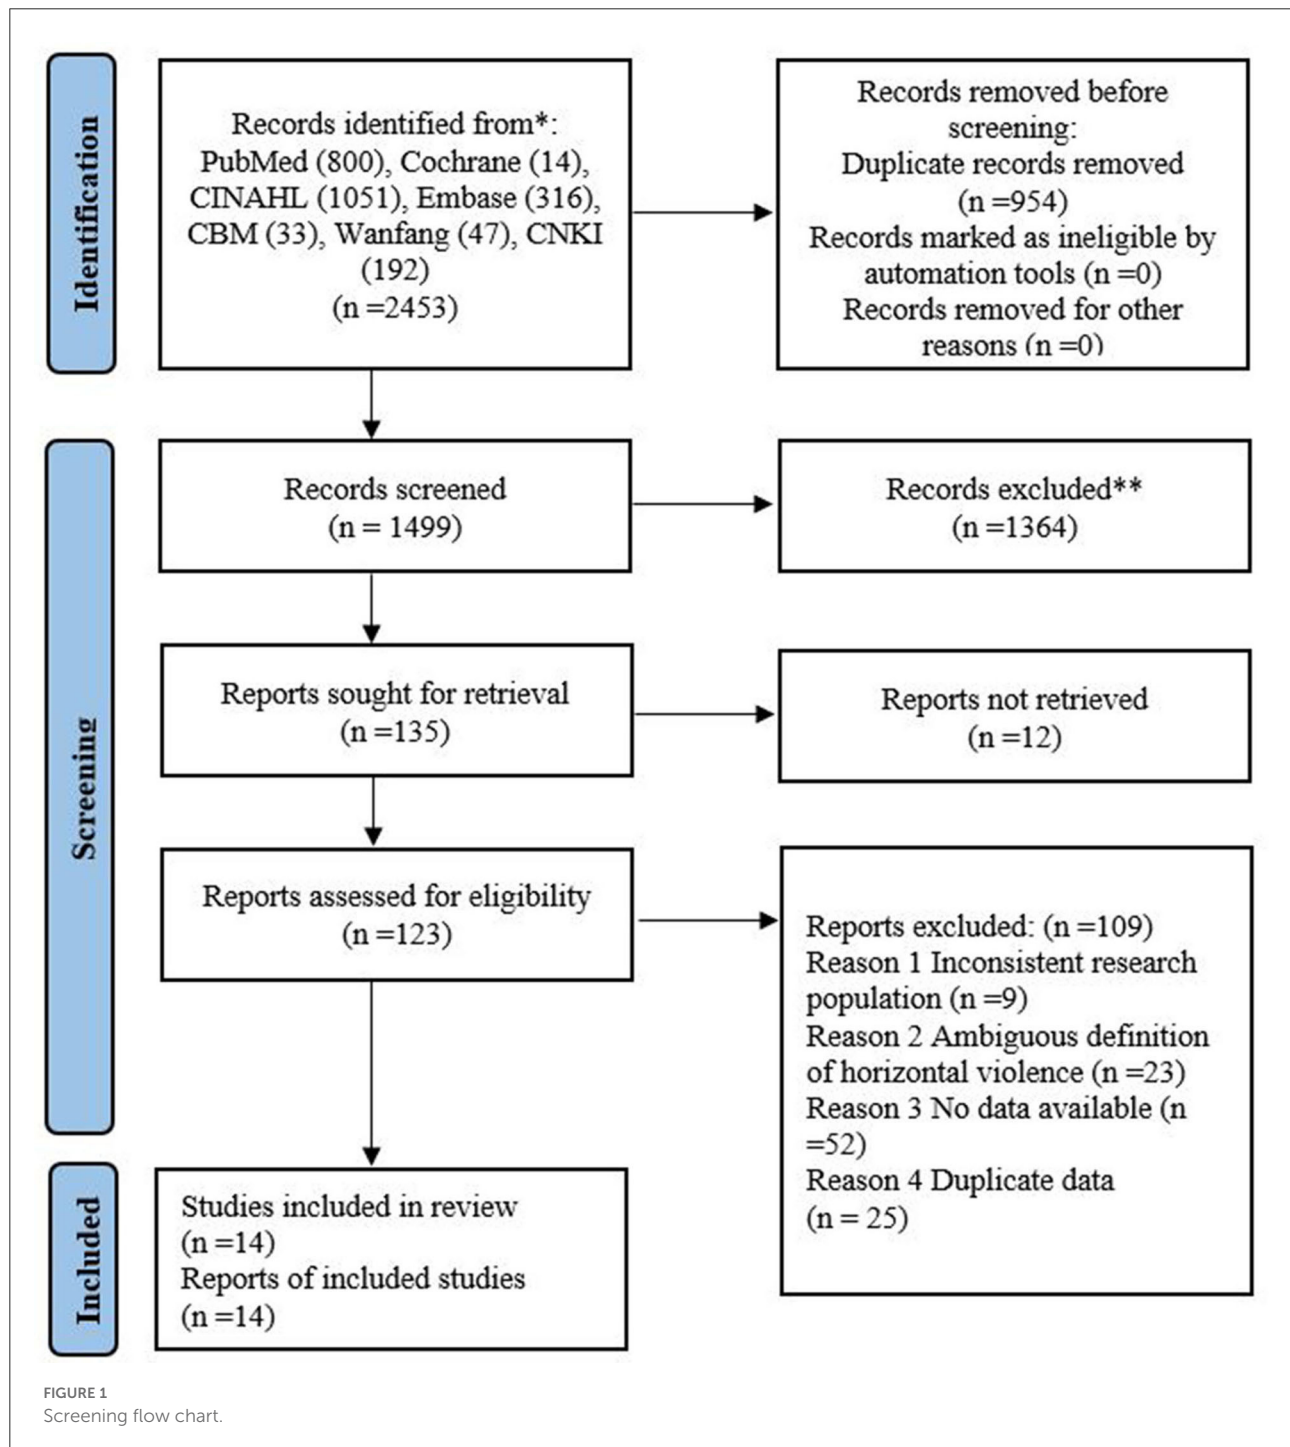 Identification
Records identified from*:
PubMed (800), Cochrane (14),
CINAHL (1051), Embase (316),
CBM (33), Wanfang (47), CNKI
(192)
(n =2453)
Records removed before
screening:
Duplicate records removed
(n =954)
Records marked as ineligible by
automation tools (n =0)
Records removed for other
reasons (n =0)
Screening
Records screened
(n = 1499)
Records excluded**
(n =1364)
Reports sought for retrieval
(n =135)
Reports not retrieved
(n =12)
Reports assessed for eligibility
(n =123)
Reports excluded: (n =109)
Reason 1 Inconsistent research
population (n =9)
Reason 2 Ambiguous definition
of horizontal violence (n =23)
Reason 3 No data available (n
=52)
Reason 4 Duplicate data
(n = 25)
Included
Studies included in review
(n =14)
Reports of included studies
(n =14)
FIGURE 1
Screening flow chart.